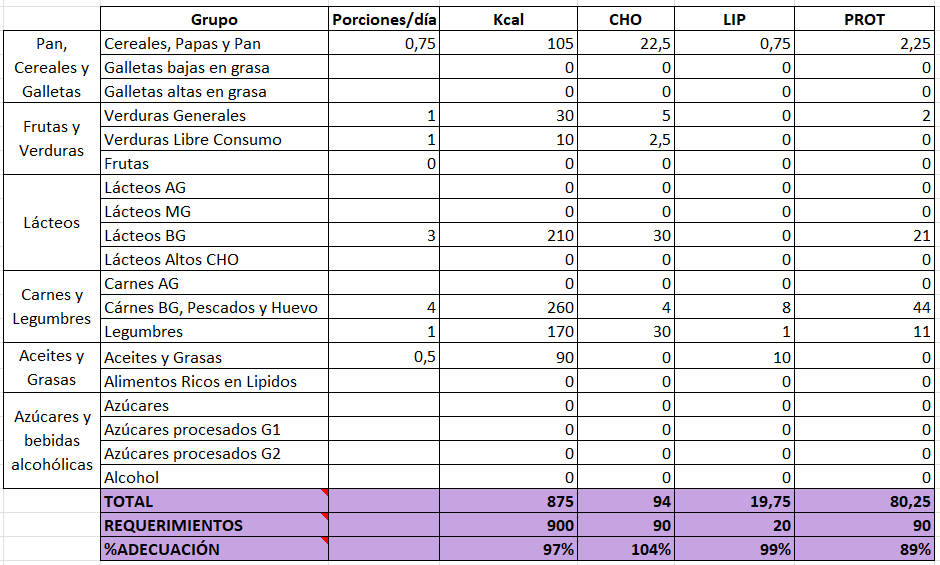 Grupo Porciones/día Kcal CHO LIP PROT
Pan, Cereales y Galletas
Cereales, Papas y Pan 0,75 105 22,5 0,75 2,25
Galletas bajas en grasa 0 0 0 0
Galletas altas en grasa 0 0 0 0
Frutas y Verduras
Verduras Generales 1 30 5 0 2
Verduras Libre Consumo 1 10 2,5 0 0
Frutas 0 0 0 0 0
Lácteos
Lácteos AG 0 0 0 0
Lácteos MG 0 0 0 0
Lácteos BG 3 210 30 0 21
Lácteos Altos CHO 0 0 0 0
Carnes y Legumbres
Carnes AG 0 0 0 0
Cárnes BG, Pescados y Huevo 4 260 4 8 44
Legumbres 1 170 30 1 11
Aceites y Grasas
Aceites y Grasas 0,5 90 0 10 0
Alimentos Ricos en Lipidos 0 0 0 0
Azúcares y bebidas alcohólicas
Azúcares 0 0 0 0
Azúcares procesados G1 0 0 0 0
Azúcares procesados G2 0 0 0 0
Alcohol 0 0 0 0
TOTAL 875 94 19,75 80,25
REQUERIMIENTOS 900 90 20 90
%ADECUACIÓN 97% 104% 99% 89%